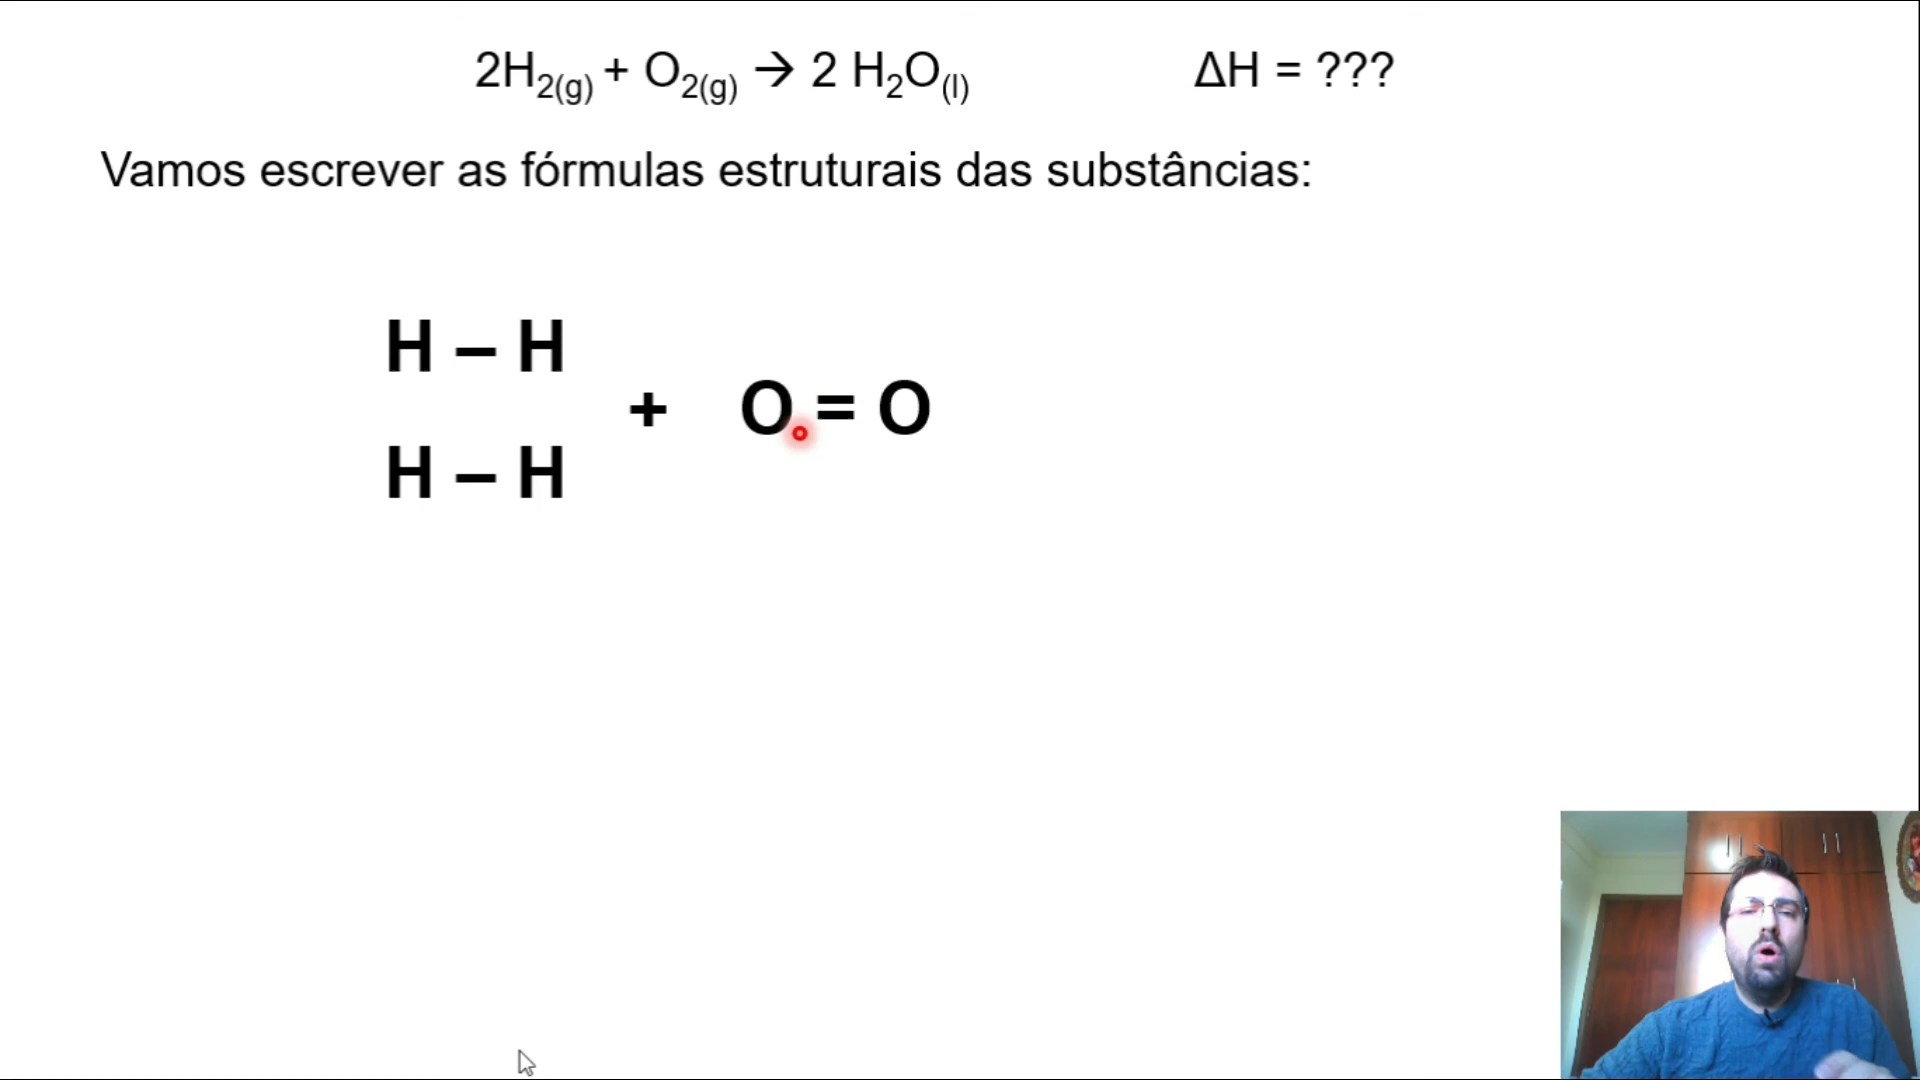 2H₂(g) + O₂(g) → 2 H₂O(l) ΔH = ???
Vamos escrever as fórmulas estruturais das substâncias:
H – H
+ O = O
H – H